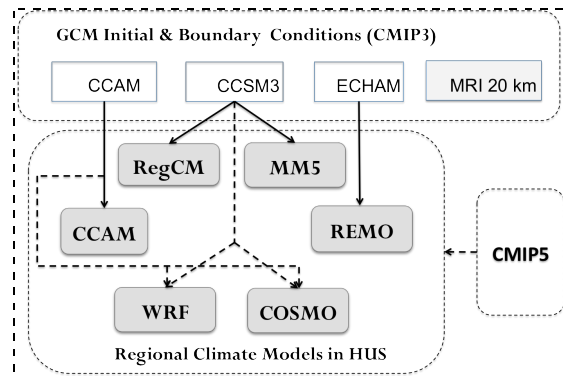 GCM Initial & Boundary Conditions (CMIP3)
CCAM
CCSM3
ECHAM
MRI 20 km
RegCM
MM5
CCAM
REMO
CMIP5
WRF
COSMO
Regional Climate Models in HUS